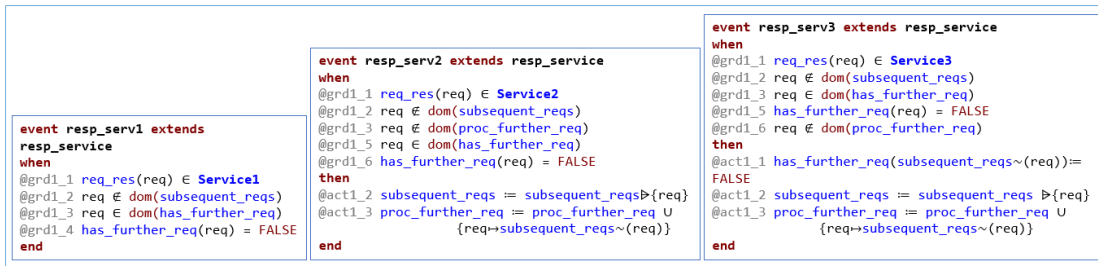 event resp_serv1 extends
resp_service
when
@grd1_1 req_res(req) ∈ Service1
@grd1_2 req ∉ dom(subsequent_reqs)
@grd1_3 req ∈ dom(has_further_req)
@grd1_4 has_further_req(req) = FALSE
end
event resp_serv2 extends resp_service
when
@grd1_1 req_res(req) ∈ Service2
@grd1_2 req ∉ dom(subsequent_reqs)
@grd1_3 req ∉ dom(proc_further_req)
@grd1_5 req ∈ dom(has_further_req)
@grd1_6 has_further_req(req) = FALSE
then
@act1_2 subsequent_reqs ≔ subsequent_reqs⩥{req}
@act1_3 proc_further_req ≔ proc_further_req ∪
{req↦subsequent_reqs~(req)}
end
event resp_serv3 extends resp_service
when
@grd1_1 req_res(req) ∈ Service3
@grd1_2 req ∉ dom(subsequent_reqs)
@grd1_3 req ∈ dom(has_further_req)
@grd1_5 has_further_req(req) = FALSE
@grd1_6 req ∉ dom(proc_further_req)
then
@act1_1 has_further_req(subsequent_reqs~(req))≔
FALSE
@act1_2 subsequent_reqs ≔ subsequent_reqs ⩥{req}
@act1_3 proc_further_req ≔ proc_further_req ∪
{req↦subsequent_reqs~(req)}
end